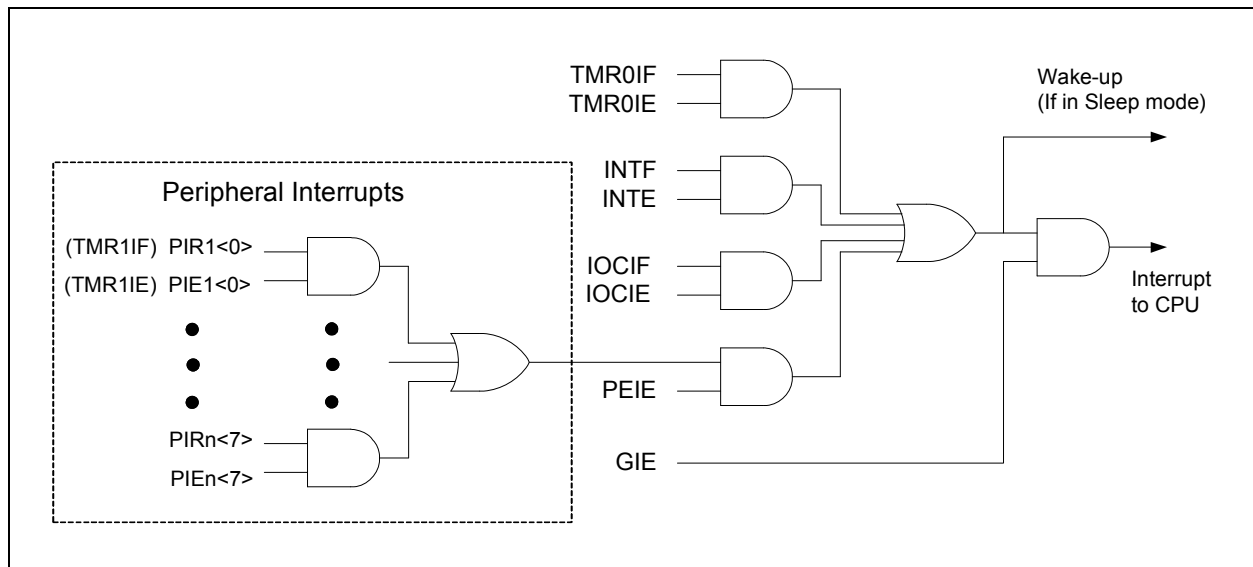 TMR0IF
TMR0IE
Wake-up
(If in Sleep mode)
INTF
INTE
Peripheral Interrupts
(TMR1IF) PIR1<0>
(TMR1IE) PIE1<0>
IOCIF
IOCIE
Interrupt
to CPU
PEIE
PIRn<7>
PIEn<7>
GIE